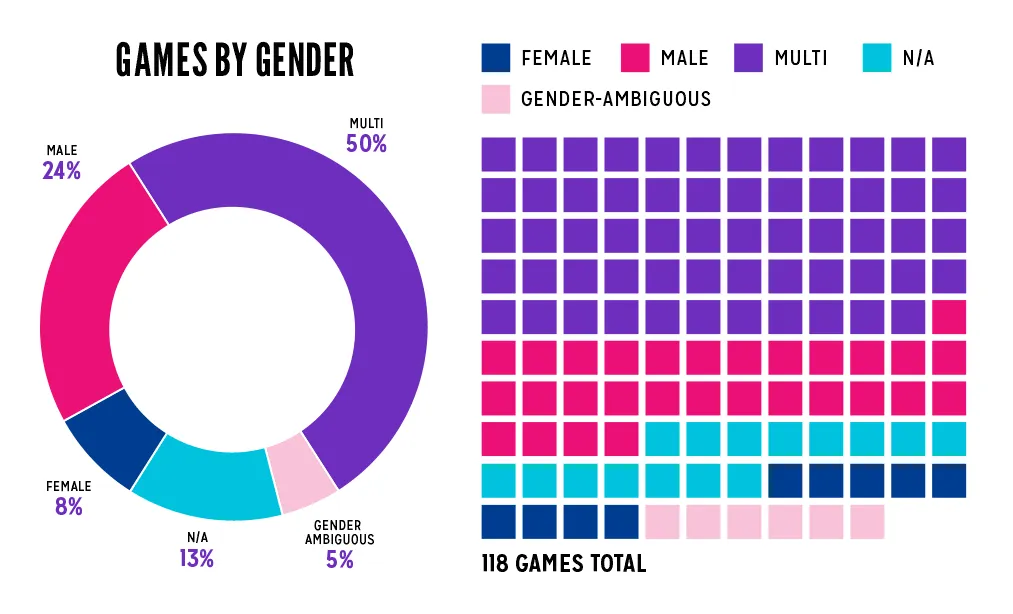 GAMES BY GENDER
MULTI
50%
MALE
24%
FEMALE
8%
N/A
13%
GENDER
AMBIGUOUS
5%
FEMALE MALE MULTI N/A
GENDER-AMBIGUOUS
118 GAMES TOTAL